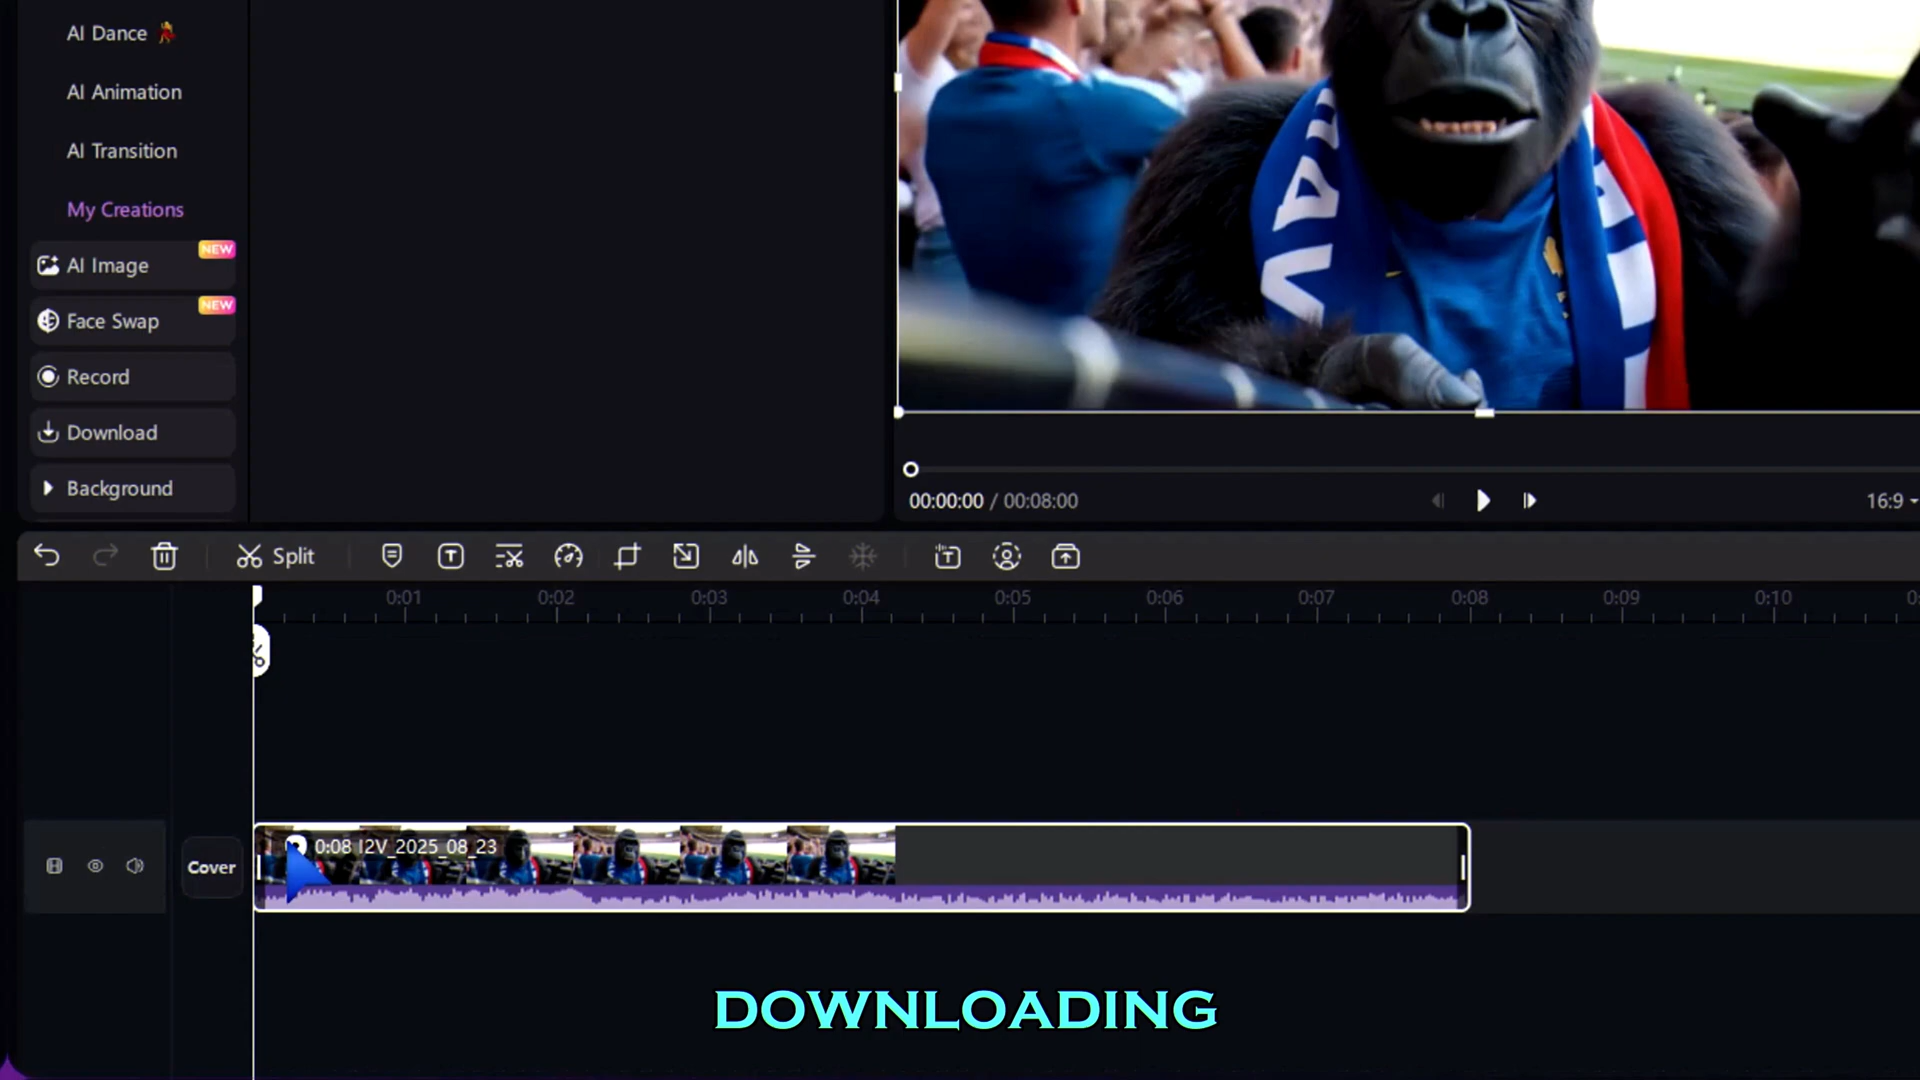 AI Dance
AI Animation
AI Transition
My Creations
NEW
AI Image
NEW
Face Swap
Record
Download
Background
00:00:00 / 00:08:00
16:9
Split
0:01 0:02 0:03 0:04 0:05 0:06 0:07 0:08 0:09 0:10
Cover
0:08 I2V_2025_08_23
DOWNLOADING